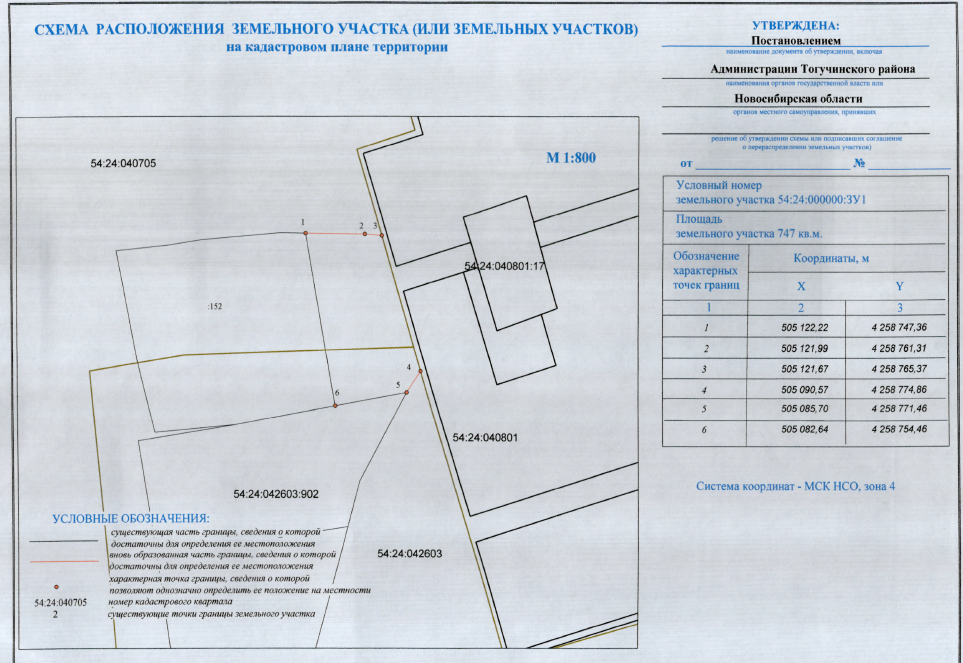 СХЕМА РАСПОЛОЖЕНИЯ ЗЕМЕЛЬНОГО УЧАСТКА (ИЛИ ЗЕМЕЛЬНЫХ УЧАСТКОВ)
на кадастровом плане территории
УТВЕРЖДЕНА:
Постановлением
наименование документа об утверждении, включая
Администрации Тогучинского района
наименования органов государственной власти или
Новосибирской области
органов местного самоуправления, принявших
решение об утверждении схемы или подписавших соглашение
о перераспределении земельных участков)
от № 
54:24:040705
М 1:800
1
2
3
54:24:040801:17
:152
4
5
6
54:24:040801
54:24:042603:902
54:24:042603
УСЛОВНЫЕ ОБОЗНАЧЕНИЯ:
существующая часть границы, сведения о которой
достаточны для определения ее местоположения
вновь образованная часть границы, сведения о которой
достаточны для определения ее местоположения
характерная точка границы, сведения о которой
позволяют однозначно определить ее положение на местности
54:24:040705 номер кадастрового квартала
2 существующие точки границы земельного участка
Условный номер
земельного участка 54:24:000000:ЗУ1
Площадь
земельного участка 747 кв.м.
Обозначение
характерных
точек границ
Координаты, м
X Y
1 2 3
1 505 122,22 4 258 747,36
2 505 121,99 4 258 761,31
3 505 121,67 4 258 765,37
4 505 090,57 4 258 774,86
5 505 085,70 4 258 771,46
6 505 082,64 4 258 754,46
Система координат - МСК НСО, зона 4